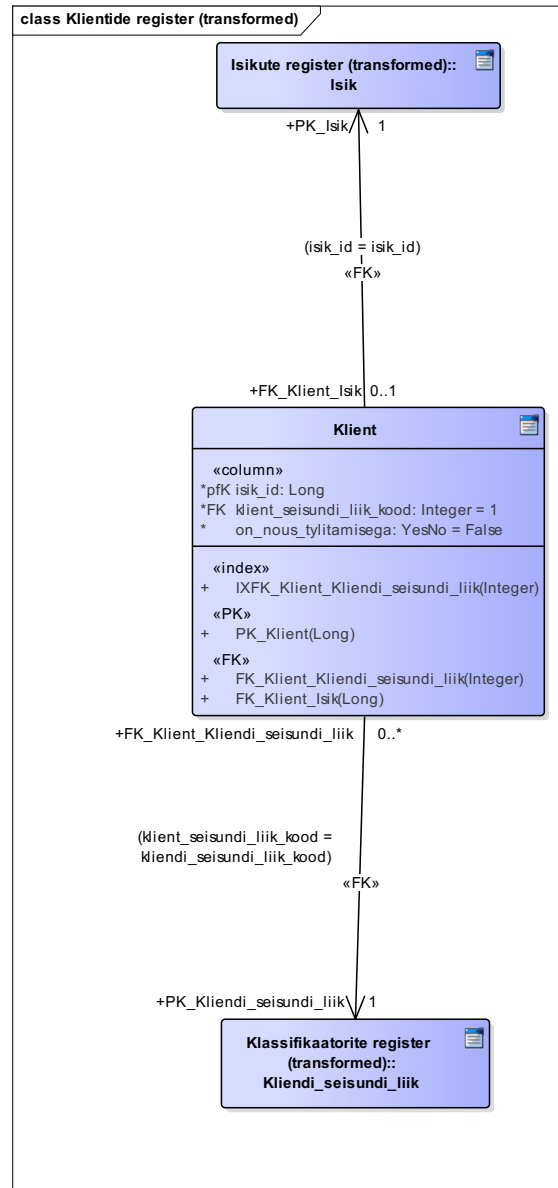 class Klientide register (transformed)
Isikute register (transformed)::
Isik
+PK_Isik
1
(isik_id = isik_id)
«FK»
+FK_Klient_Isik
0..1
Klient
«column»
*pfK isik_id: Long
*FK klient_seisundi_liik_kood: Integer = 1
* on_nous_tylitamisega: YesNo = False
«index»
+ IXFK_Klient_Kliendi_seisundi_liik(Integer)
«PK»
+ PK_Klient(Long)
«FK»
+ FK_Klient_Kliendi_seisundi_liik(Integer)
+ FK_Klient_Isik(Long)
+FK_Klient_Kliendi_seisundi_liik
0..*
(klient_seisundi_liik_kood =
kliendi_seisundi_liik_kood)
«FK»
+PK_Kliendi_seisundi_liik
1
Klassifikaatorite register
(transformed)::
Kliendi_seisundi_liik